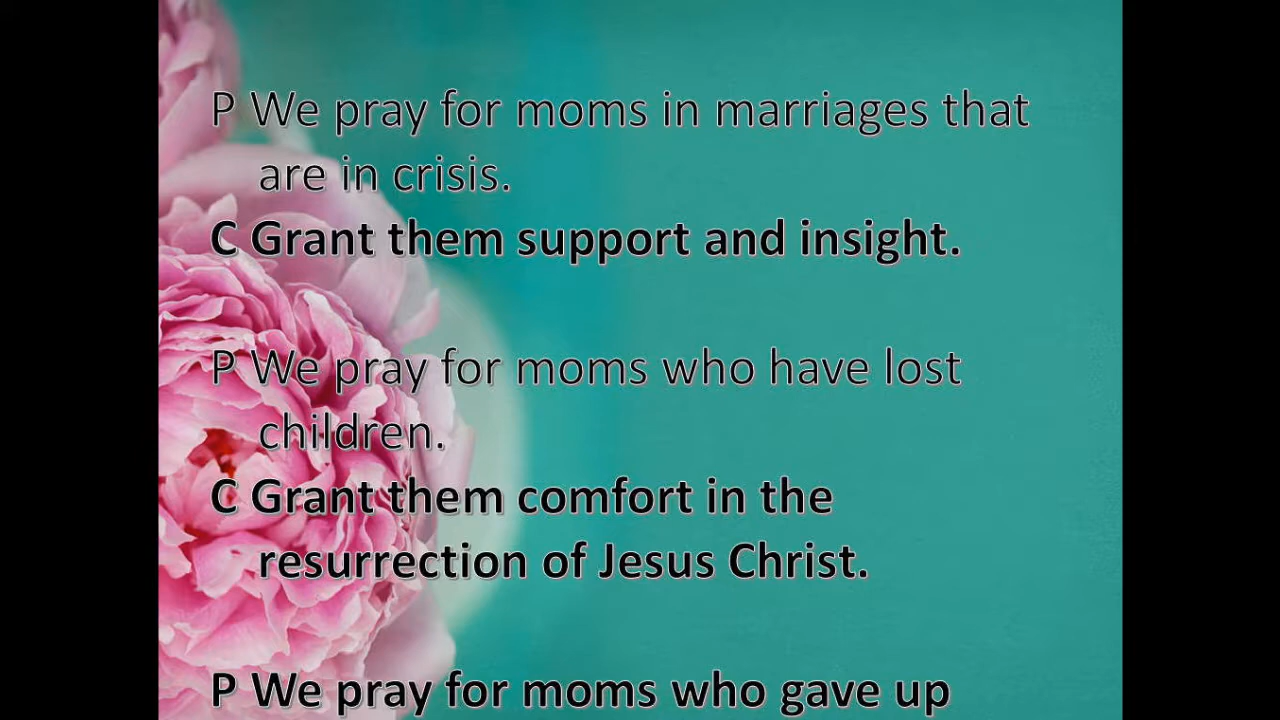 P We pray for moms in marriages that
are in crisis.
C Grant them support and insight.
P We pray for moms who have lost
children.
C Grant them comfort in the
resurrection of Jesus Christ.
P We pray for moms who gave up